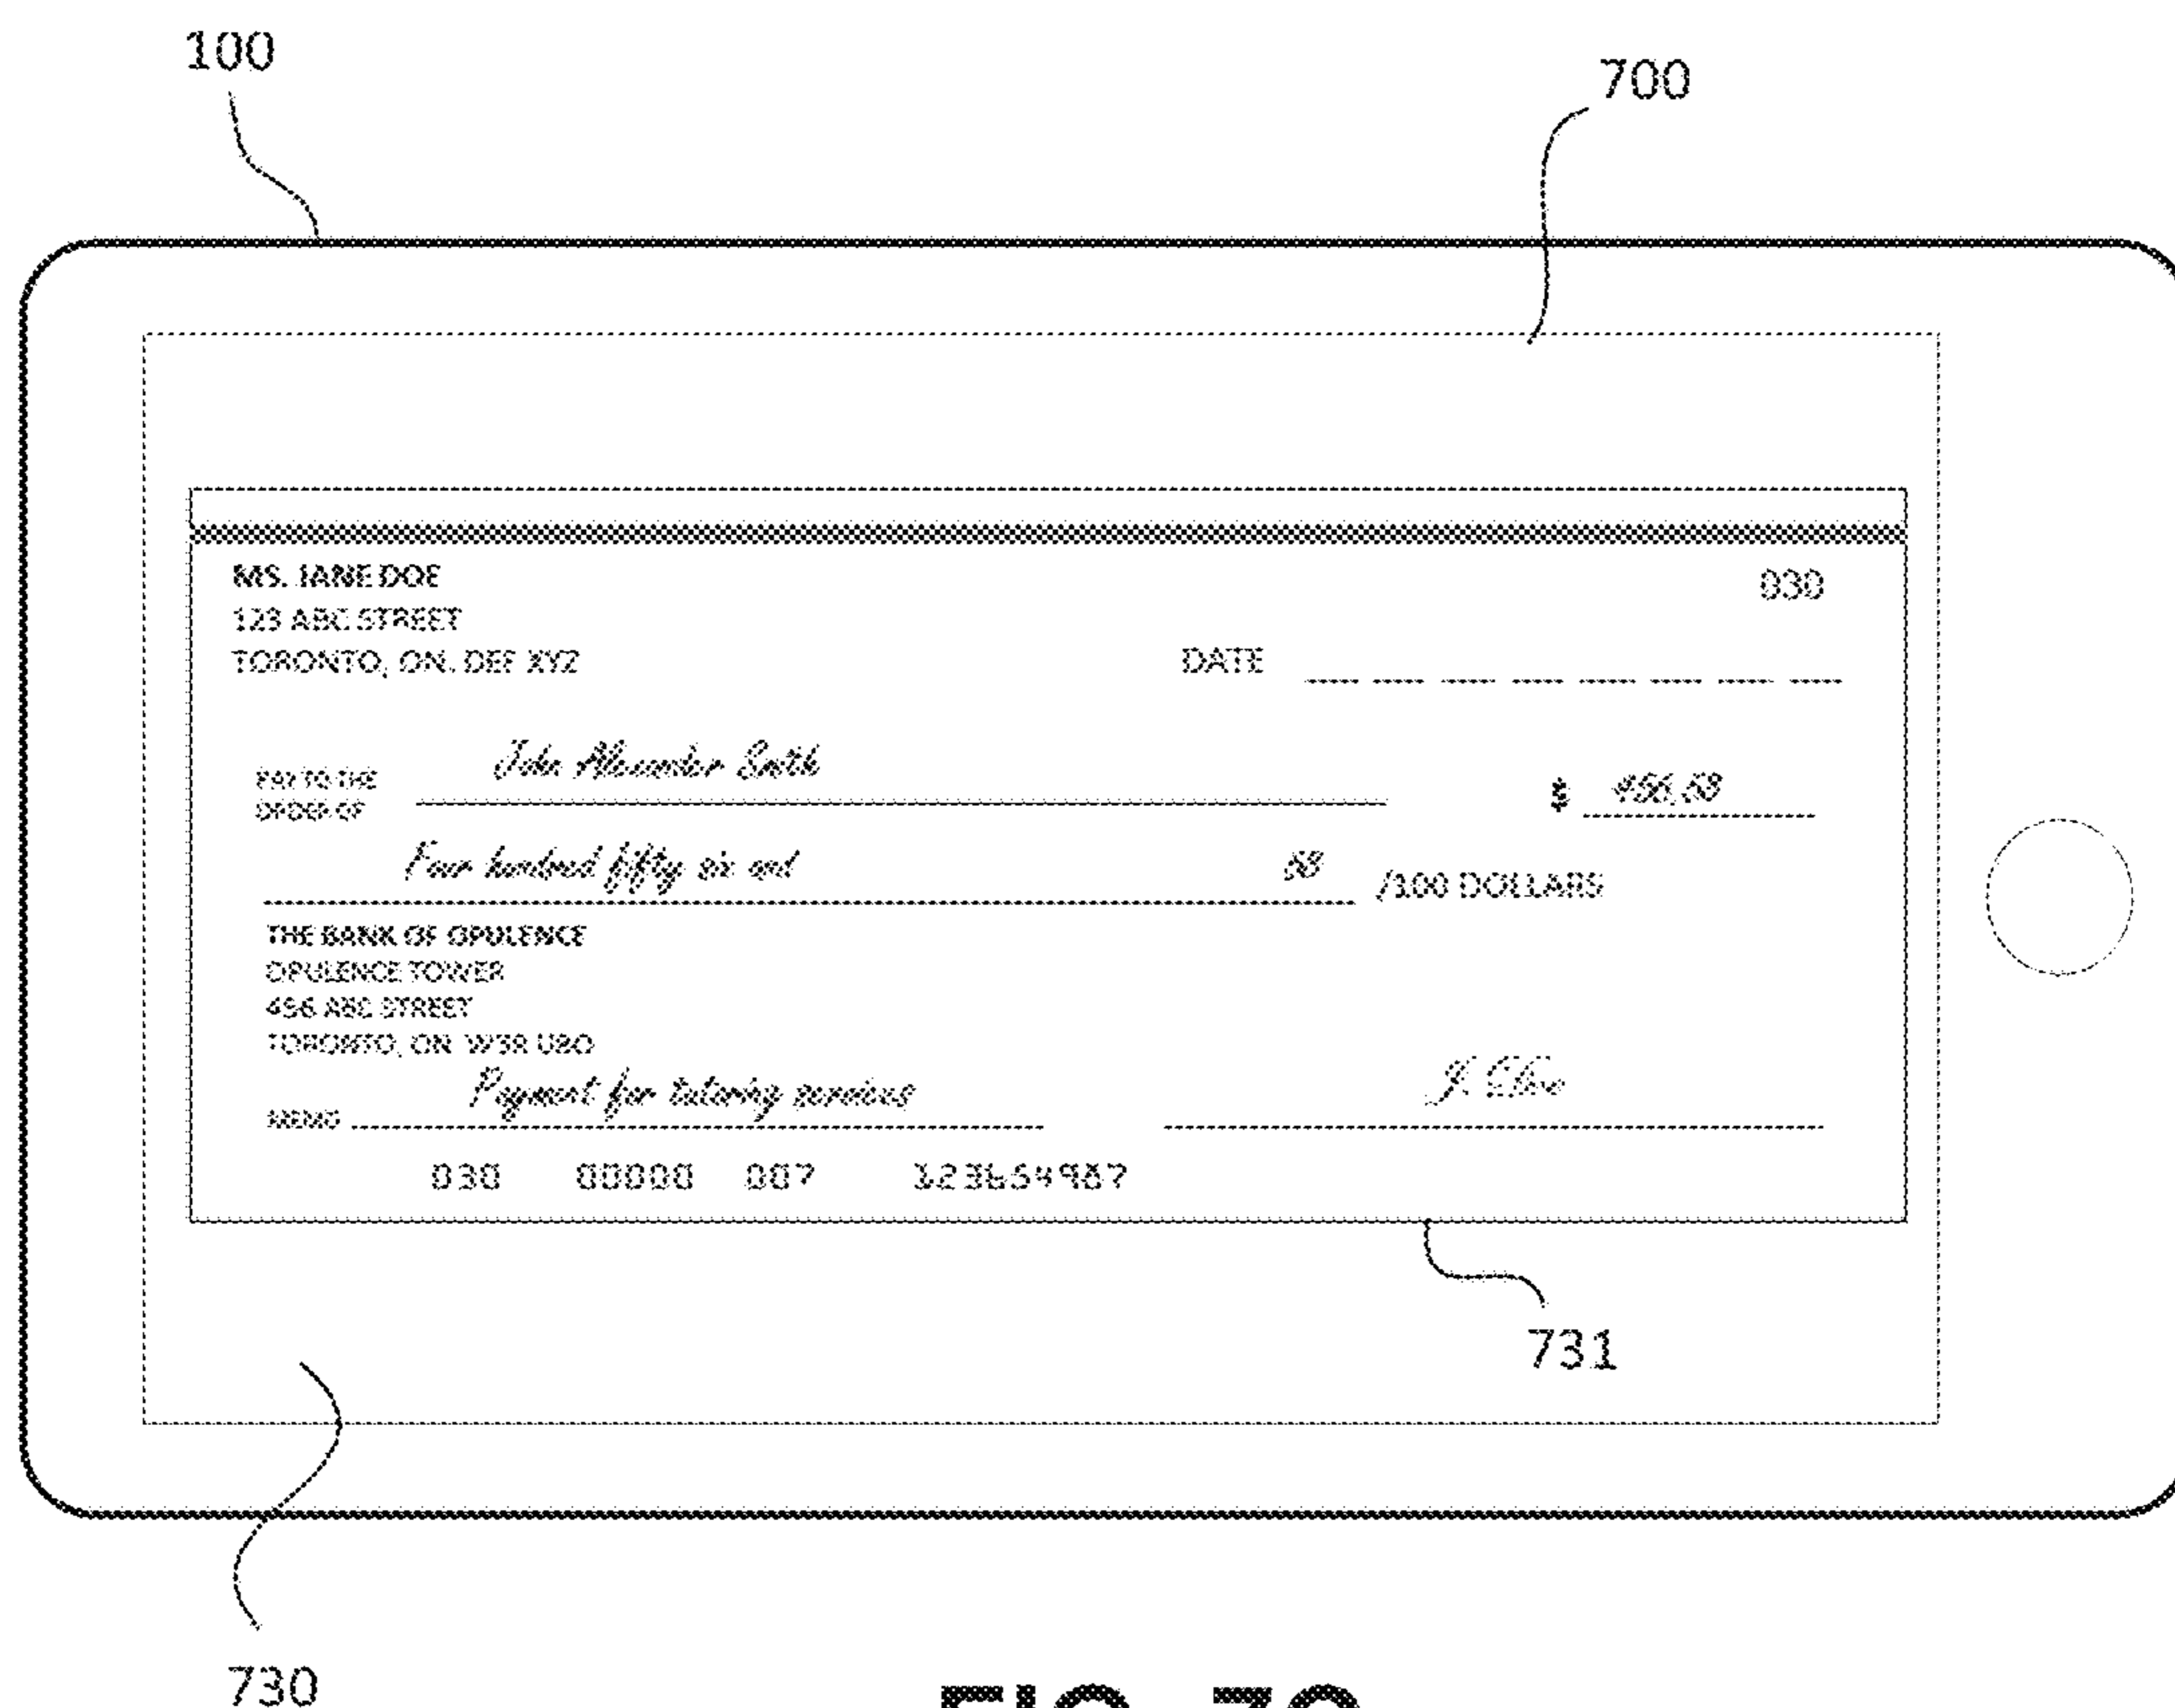 100
700
MS. JANE DOE
030
123 ABC STREET
TORONTO, ON. DEF XYZ
DATE
John Alexander Smith
PAY TO THE
ORDER OF
$ 456.68
Four hundred fifty six and 68 /100 DOLLARS
THE BANK OF OPULENCE
OPULENCE TOWER
456 ABC STREET
TORONTO, ON W3R UBO
Payment for tutoring services
J. Doe
MEMO
030 00000 007 123654987
731
730